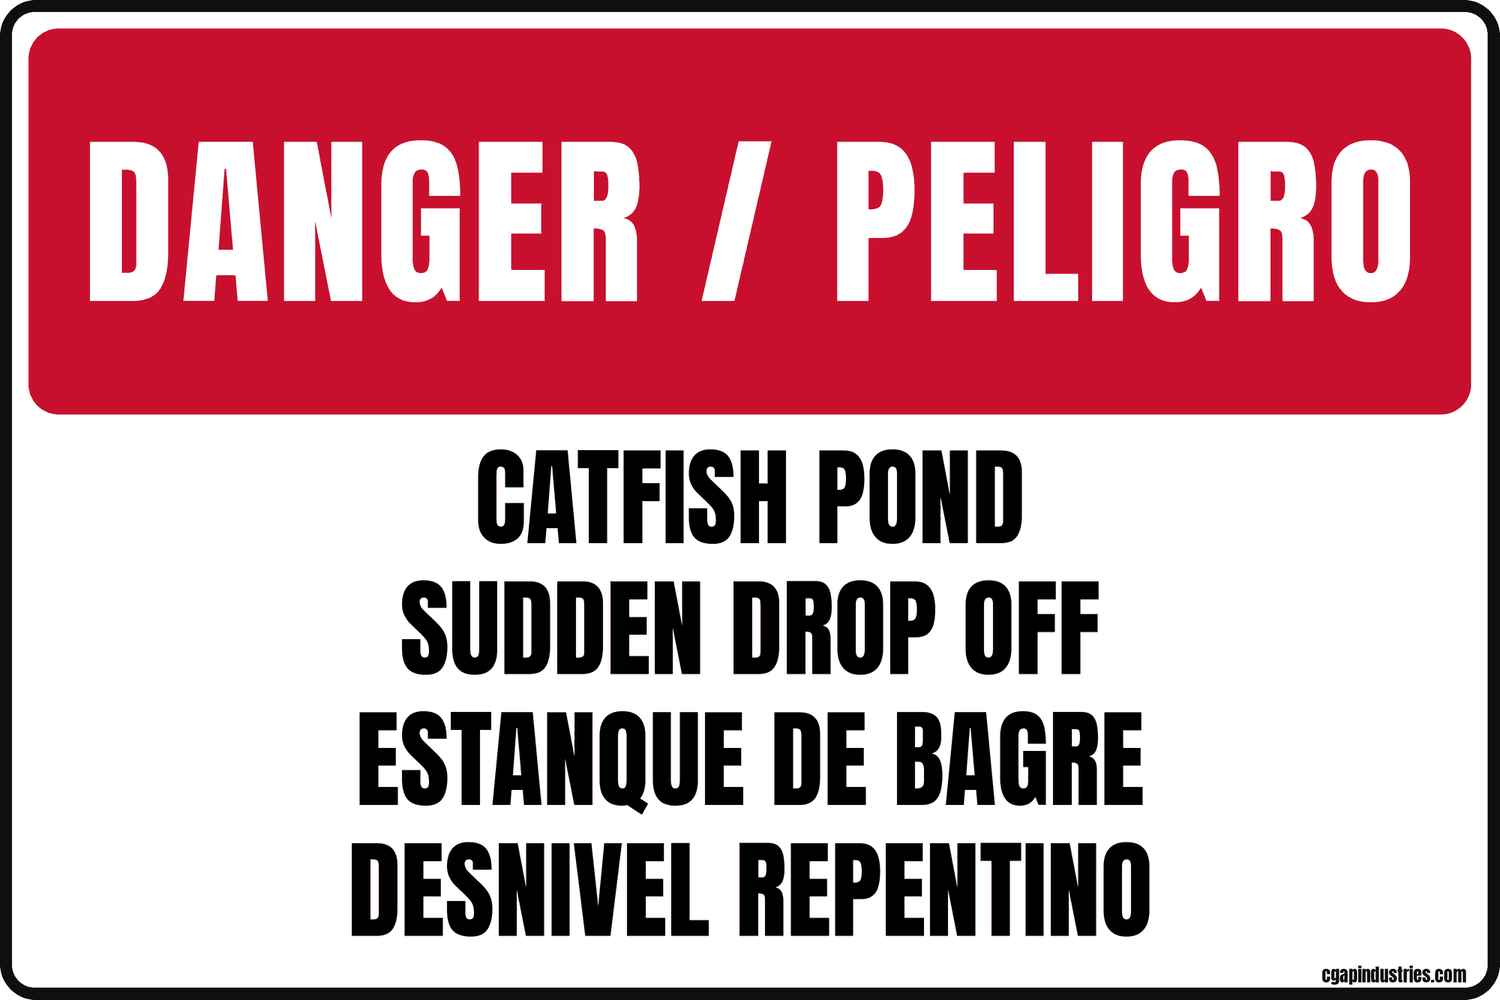 DANGER / PELIGRO
CATFISH POND
SUDDEN DROP OFF
ESTANQUE DE BAGRE
DESNIVEL REPENTINO
cgapindustries.com